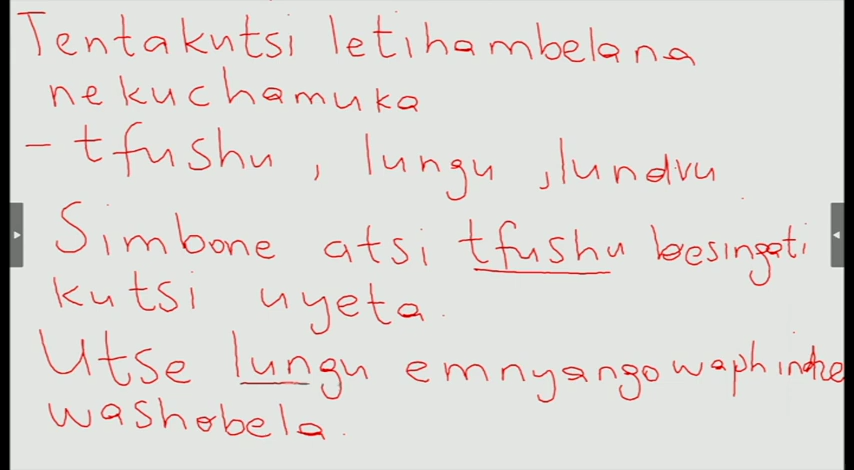 Tentakutsi letihambelana
nekuchamuka
- tfushu, lungu, lundvu
Simbone atsi tfushu besingati
kutsi uyeta.
Utse lungu emnyango waphindze
washobela.